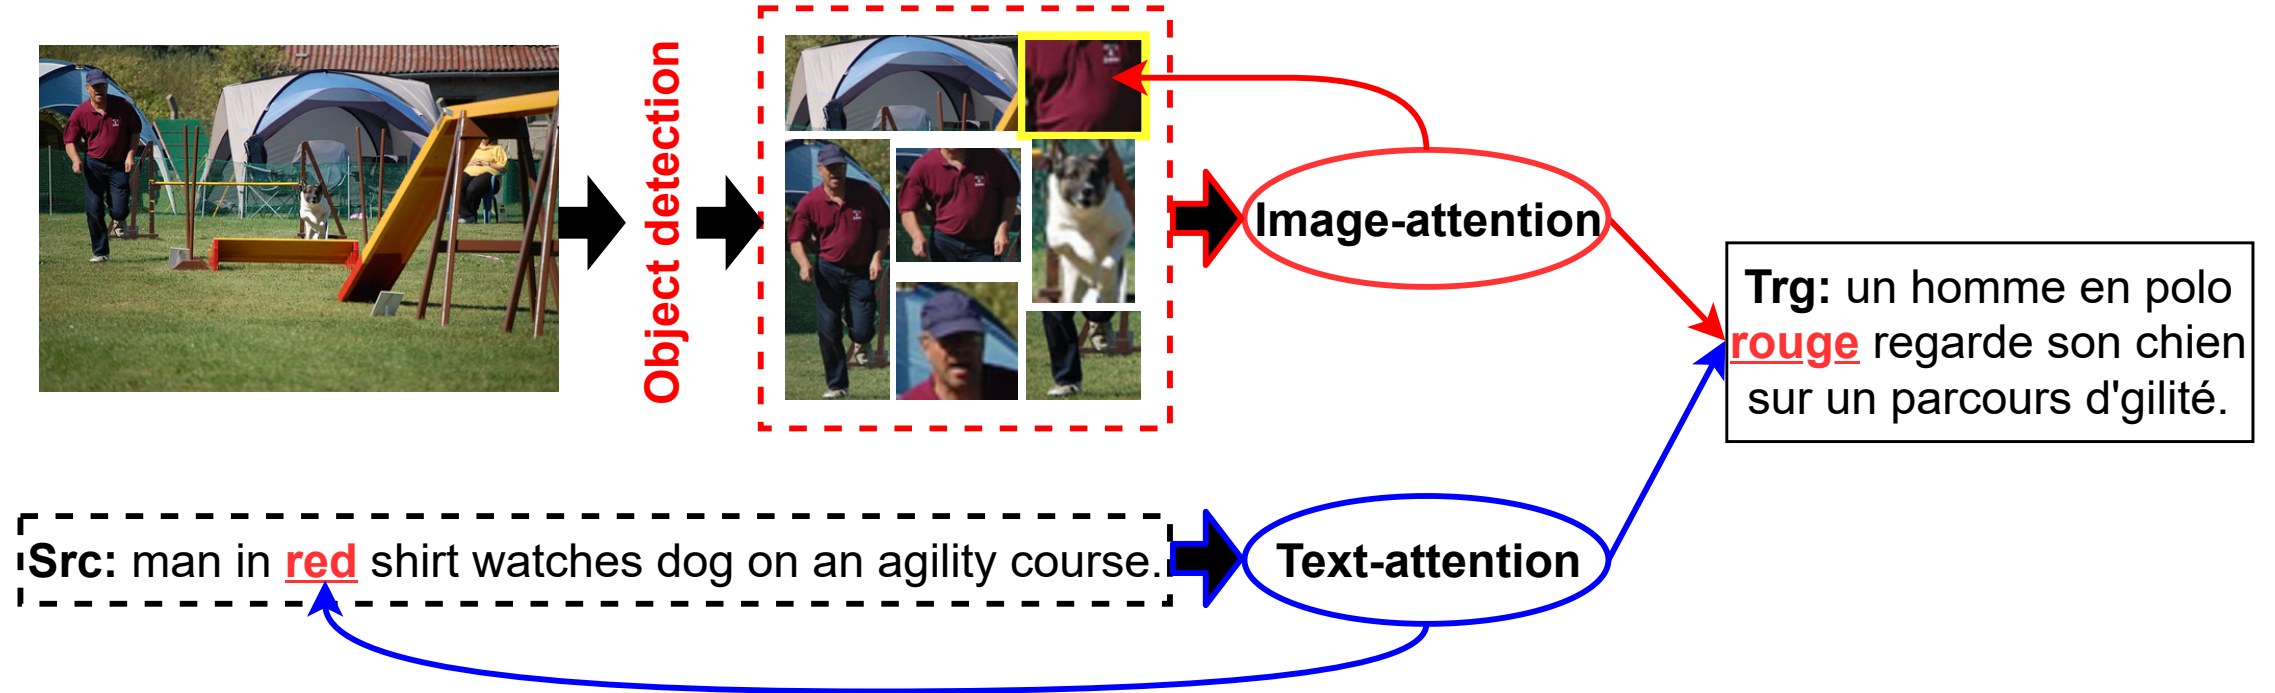 Object detection
Image-attention
Trg: un homme en polo
rouge regarde son chien
sur un parcours d'gilité.
Src: man in red shirt watches dog on an agility course.
Text-attention